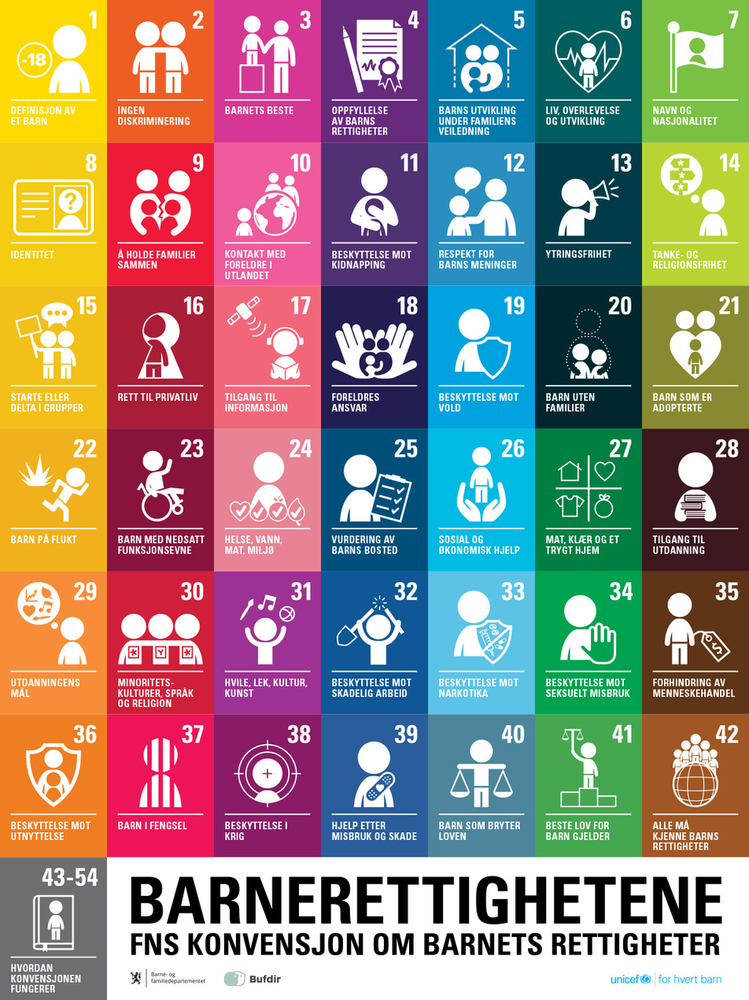 1
-18
DEFINISJON AV
ET BARN
2
INGEN
DISKRIMINERING
3
BARNETS BESTE
4
OPPFYLLELSE
AV BARNS
RETTIGHETER
5
BARNS UTVIKLING
UNDER FAMILIENS
VEILEDNING
6
LIV, OVERLEVELSE
OG UTVIKLING
7
NAVN OG
NASJONALITET
8
?
IDENTITET
9
Å HOLDE FAMILIER
SAMMEN
10
KONTAKT MED
FORELDRE I
UTLANDET
11
BESKYTTELSE MOT
KIDNAPPING
12
RESPEKT FOR
BARNS MENINGER
13
YTRINGSFRIHET
14
TANKE- OG
RELIGIONSFRIHET
15
STARTE ELLER
DELTA I GRUPPER
16
RETT TIL PRIVATLIV
17
TILGANG TIL
INFORMASJON
18
FORELDRES
ANSVAR
19
BESKYTTELSE MOT
VOLD
20
BARN UTEN
FAMILIER
21
BARN SOM ER
ADOPTERTE
22
BARN PÅ FLUKT
23
BARN MED NEDSATT
FUNKSJONSEVNE
24
HELSE, VANN,
MAT, MILJØ
25
VURDERING AV
BARNS BOSTED
26
SOSIAL OG
ØKONOMISK HJELP
27
MAT, KLÆR OG ET
TRYGT HJEM
28
TILGANG TIL
UTDANNING
29
UTDANNINGENS
MÅL
30
MINORITETS-
KULTURER, SPRÅK
OG RELIGION
31
HVILE, LEK, KULTUR,
KUNST
32
BESKYTTELSE MOT
SKADELIG ARBEID
33
BESKYTTELSE MOT
NARKOTIKA
34
BESKYTTELSE MOT
SEKSUELT MISBRUK
35
$
FORHINDRING AV
MENNESKEHANDEL
36
BESKYTTELSE MOT
UTNYTTELSE
37
BARN I FENGSEL
38
BESKYTTELSE I
KRIG
39
HJELP ETTER
MISBRUK OG SKADE
40
BARN SOM BRYTER
LOVEN
41
BESTE LOV FOR
BARN GJELDER
42
ALLE MÅ
KJENNE BARNS
RETTIGHETER
43-54
HVORDAN
KONVENSJONEN
FUNGERER
BARNERETTIGHETENE
FNS KONVENSJON OM BARNETS RETTIGHETER
Barne- og
familiedepartementet
Bufdir
unicef
for hvert barn